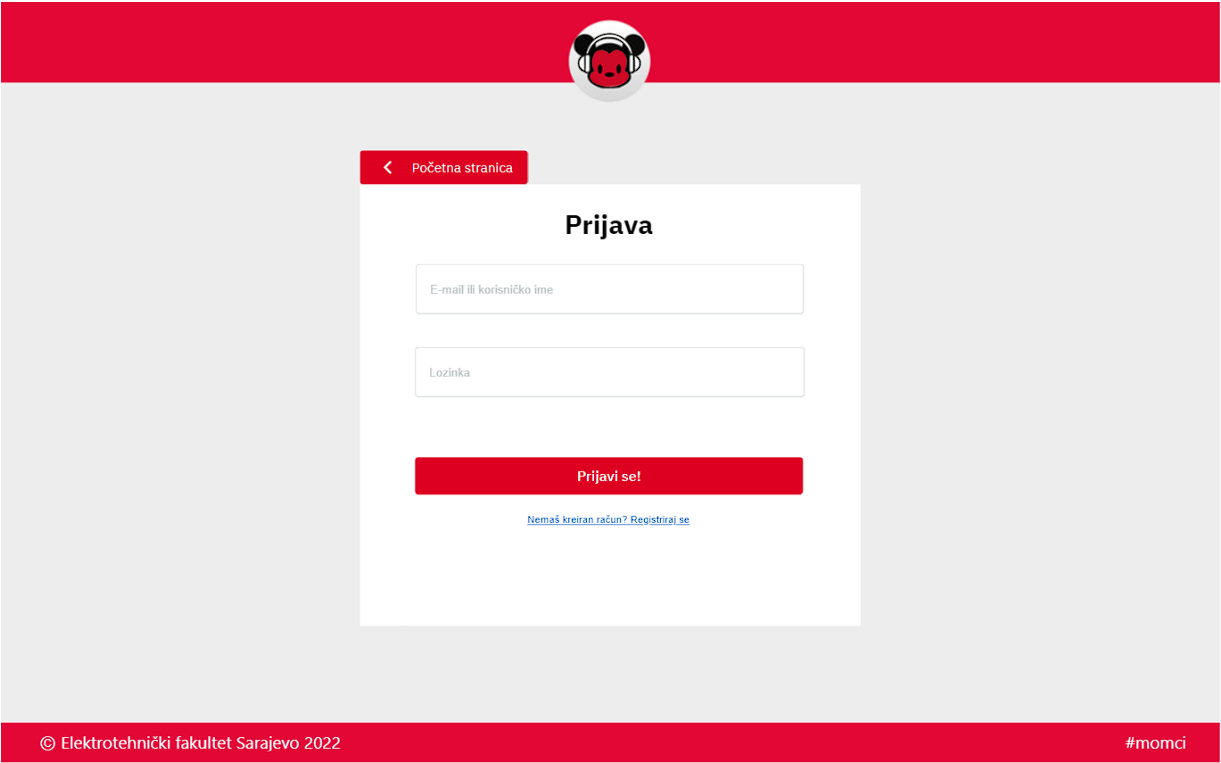 Početna stranica
Prijava
E-mail ili korisničko ime
Lozinka
Prijavi se!
Nemaš kreiran račun? Registriraj se
© Elektrotehnički fakultet Sarajevo 2022
#momci